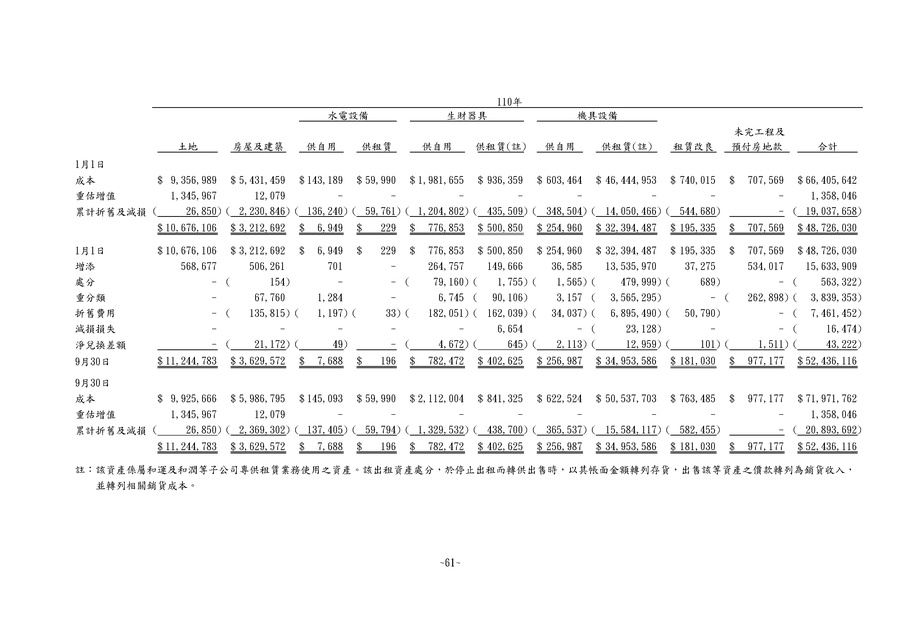 110年
水電設備 生財器具 機具設備
未完工程及
土地 房屋及建築 供自用 供租賃 供自用 供租賃(註) 供自用 供租賃(註) 租賃改良 預付房地款 合計
1月1日
成本 $ 9,356,989 $ 5,431,459 $ 143,189 $ 59,990 $ 1,981,655 $ 936,359 $ 603,464 $ 46,444,953 $ 740,015 $ 707,569 $ 66,405,642
重估增值 1,345,967 12,079 - - - - - - - - 1,358,046
累計折舊及減損 ( 26,850) ( 2,230,846) ( 136,240) ( 59,761) ( 1,204,802) ( 435,509) ( 348,504) ( 14,050,466) ( 544,680) - ( 19,037,658)
$ 10,676,106 $ 3,212,692 $ 6,949 $ 229 $ 776,853 $ 500,850 $ 254,960 $ 32,394,487 $ 195,335 $ 707,569 $ 48,726,030
1月1日 $ 10,676,106 $ 3,212,692 $ 6,949 $ 229 $ 776,853 $ 500,850 $ 254,960 $ 32,394,487 $ 195,335 $ 707,569 $ 48,726,030
增添 568,677 506,261 701 - 264,757 149,666 36,585 13,535,970 37,275 534,017 15,633,909
處分 - ( 154) - - ( 79,160) ( 1,755) ( 1,565) ( 479,999) ( 689) - ( 563,322)
重分類 - 67,760 1,284 - 6,745 ( 90,106) 3,157 ( 3,565,295) - ( 262,898) ( 3,839,353)
折舊費用 - ( 135,815) ( 1,197) ( 33) ( 182,051) ( 162,039) ( 34,037) ( 6,895,490) ( 50,790) - ( 7,461,452)
減損損失 - - - - - 6,654 - ( 23,128) - - ( 16,474)
淨兌換差額 - ( 21,172) ( 49) - ( 4,672) ( 645) ( 2,113) ( 12,959) ( 101) ( 1,511) ( 43,222)
9月30日 $ 11,244,783 $ 3,629,572 $ 7,688 $ 196 $ 782,472 $ 402,625 $ 256,987 $ 34,953,586 $ 181,030 $ 977,177 $ 52,436,116
9月30日
成本 $ 9,925,666 $ 5,986,795 $ 145,093 $ 59,990 $ 2,112,004 $ 841,325 $ 622,524 $ 50,537,703 $ 763,485 $ 977,177 $ 71,971,762
重估增值 1,345,967 12,079 - - - - - - - - 1,358,046
累計折舊及減損 ( 26,850) ( 2,369,302) ( 137,405) ( 59,794) ( 1,329,532) ( 438,700) ( 365,537) ( 15,584,117) ( 582,455) - ( 20,893,692)
$ 11,244,783 $ 3,629,572 $ 7,688 $ 196 $ 782,472 $ 402,625 $ 256,987 $ 34,953,586 $ 181,030 $ 977,177 $ 52,436,116
註：該資產係屬和運及和潤等子公司專供租賃業務使用之資產。該出租資產處分，於停止出租而轉供出售時，以其帳面金額轉列存貨，出售該等資產之價款轉列為銷貨收入，
並轉列相關銷貨成本。
~61~